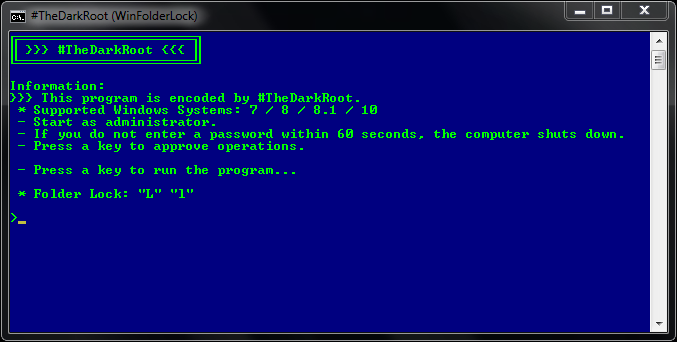 #TheDarkRoot (WinFolderLock)
>>> #TheDarkRoot <<<
Information:
>>> This program is encoded by #TheDarkRoot.
* Supported Windows Systems: 7 / 8 / 8.1 / 10
- Start as administrator.
- If you do not enter a password within 60 seconds, the computer shuts down.
- Press a key to approve operations.
- Press a key to run the program...
* Folder Lock: "L" "l"
>_